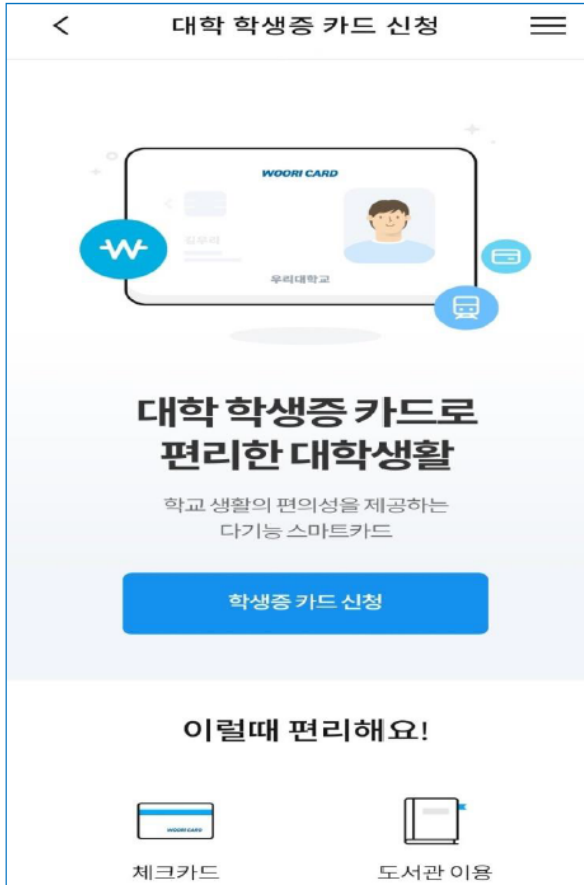 대학 학생증 카드 신청
WOORI CARD
김우리
우리대학교
대학 학생증 카드로
편리한 대학생활
학교 생활의 편의성을 제공하는
다기능 스마트카드
학생증 카드 신청
이럴때 편리해요!
WOORI CARD
체크카드
도서관 이용